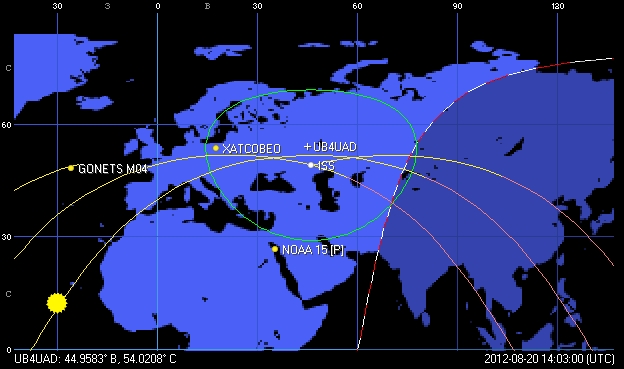 30 З 0 В 30 60 90 120
С
60
XATCOBEO
UB4UAD
ISS
GONETS M04
30
NOAA 15 [P]
С
0
UB4UAD: 44.9583° В, 54.0208° С
2012-08-20 14:03:00 (UTC)